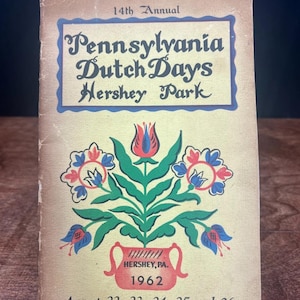 14th Annual
Pennsylvania
Dutch Days
Hershey Park
HERSHEY, PA.
1962